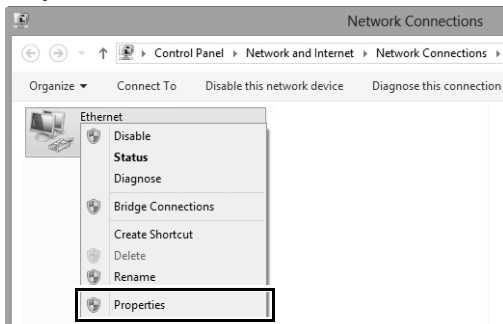 Network Connections
Control Panel Network and Internet Network Connections
Organize Connect To Disable this network device Diagnose this connection
Ethernet
Disable
Status
Diagnose
Bridge Connections
Create Shortcut
Delete
Rename
Properties